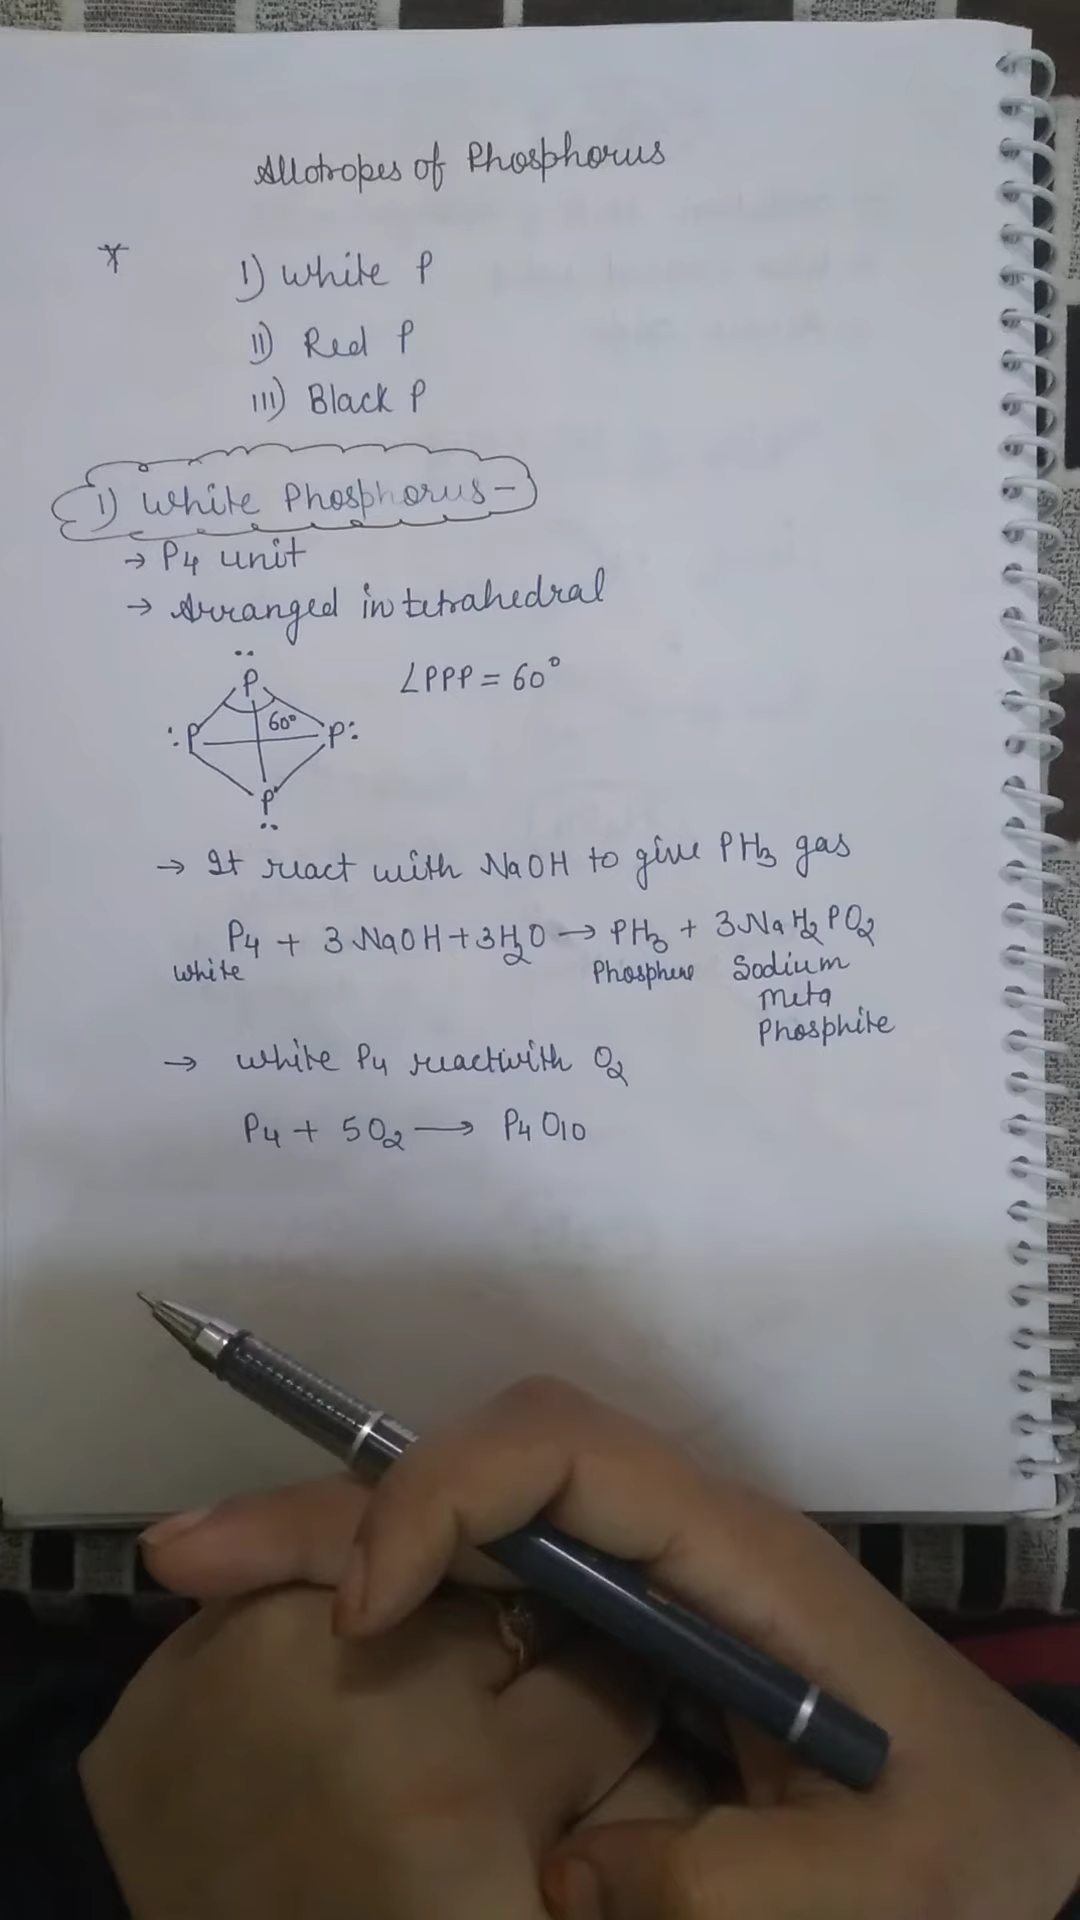 Allotropes of Phosphorus
* I) White P
II) Red P
III) Black P
1) White Phosphorus-
→ P4 unit
→ Arranged in tetrahedral
P
∠PPP = 60°
60°
:P P:
P
→ It react with NaOH to give PH3 gas
P4 + 3NaOH + 3H2O → PH3 + 3NaH2PO2
White Phosphene Sodium
meta
Phosphite
→ White P4 reactwith O2
P4 + 5O2 → P4O10